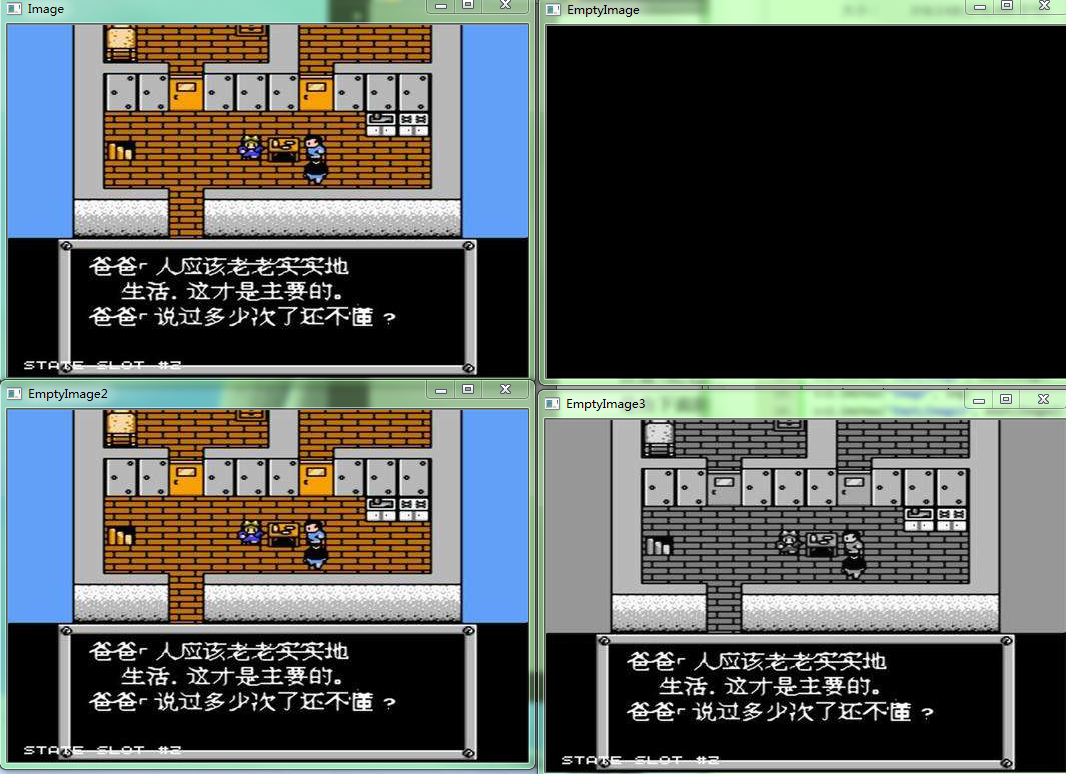 Image
爸爸「人应该老老实实地
生活.这才是主要的。
爸爸「说过多少次了还不懂?
STATE SLOT #2
EmptyImage
EmptyImage2
爸爸「人应该老老实实地
生活.这才是主要的。
爸爸「说过多少次了还不懂?
STATE SLOT #2
EmptyImage3
爸爸「人应该老老实实地
生活.这才是主要的。
爸爸「说过多少次了还不懂?
STATE SLOT #2